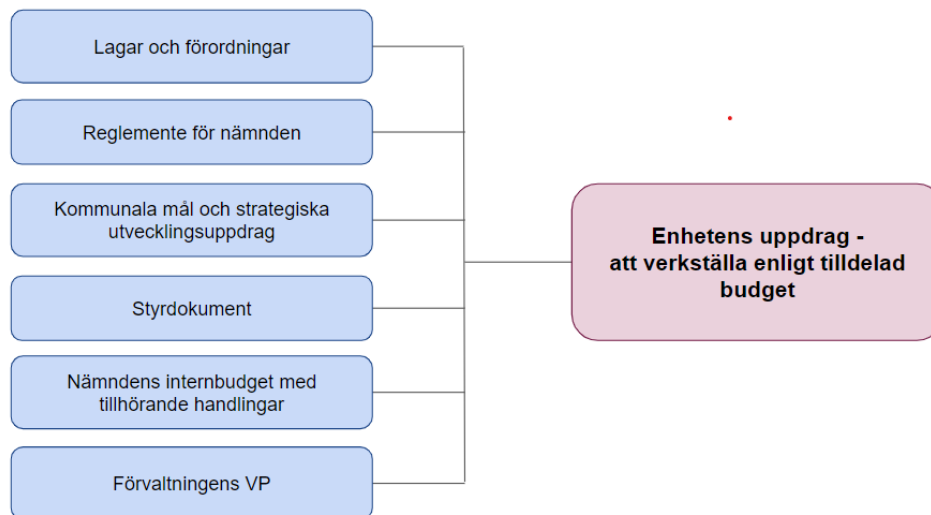 Lagar och förordningar
Reglemente för nämnden
Kommunala mål och strategiska
utvecklingsuppdrag
Styrdokument
Nämndens internbudget med
tillhörande handlingar
Förvaltningens VP
Enhetens uppdrag -
att verkställa enligt tilldelad
budget